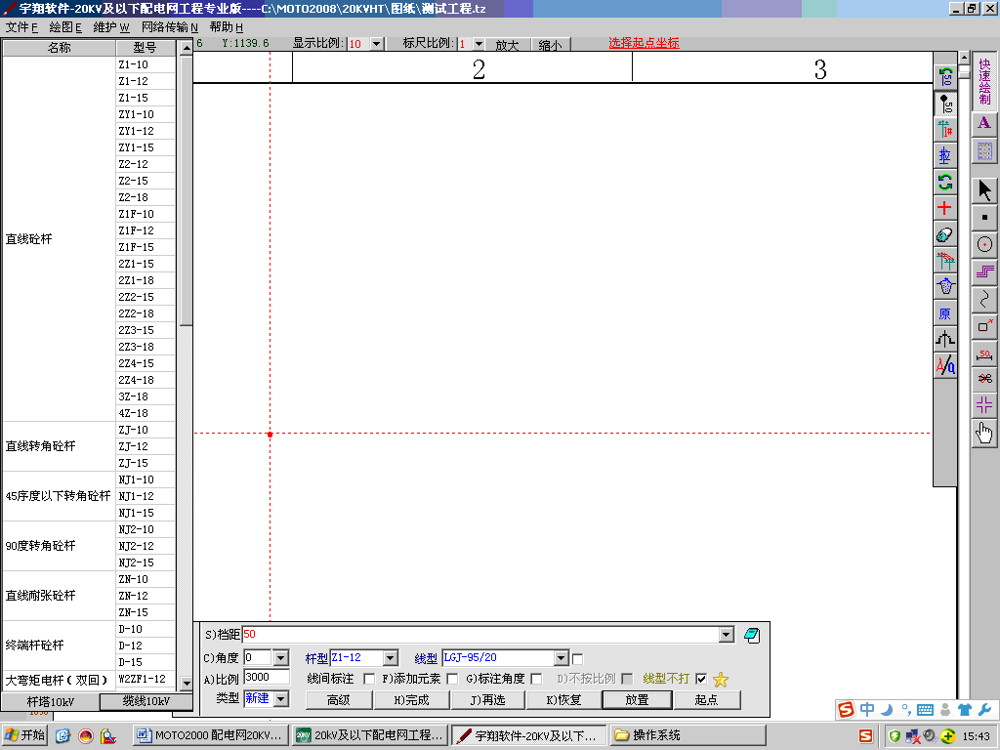 宇翔软件-20KV及以下配电网工程专业版----C:\MOTO2008\20KVHT\图纸\测试工程.tz
文件E 绘图E 维护W 网络传输N 帮助H
名称 型号
6 Y:1139.6 显示比例: 10 标尺比例: 1 放大 缩小 选择起点坐标
2 3
直线砼杆
Z1-10
Z1-12
Z1-15
ZY1-10
ZY1-12
ZY1-15
Z2-12
Z2-15
Z2-18
Z1F-10
Z1F-12
Z1F-15
2Z1-15
2Z1-18
2Z2-15
2Z2-18
2Z3-15
2Z3-18
2Z4-15
2Z4-18
3Z-18
4Z-18
直线转角砼杆
ZJ-10
ZJ-12
ZJ-15
45序度以下转角砼杆
NJ1-10
NJ1-12
NJ1-15
90度转角砼杆
NJ2-10
NJ2-12
NJ2-15
直线耐张砼杆
ZN-10
ZN-12
ZN-15
终端杆砼杆
D-10
D-12
D-15
大弯矩电杆(双回) W2ZF1-12
杆塔10kV 缆线10kV
S)档距 50
C)角度 0 杆型 Z1-12 线型 LGJ-95/20
A)比例 3000 线间标注 F)添加元素 G)标注角度 D)不按比例 线型不打
类型 新建 高级 H)完成 J)再选 K)恢复 放置 起点
50
50
1#
拉
原
A/Q
快速绘制
A
50
中
开始 MOTO2000 配电网20KV... 20kV及以下配电网工程... 宇翔软件-20KV及以下... 操作系统 15:43